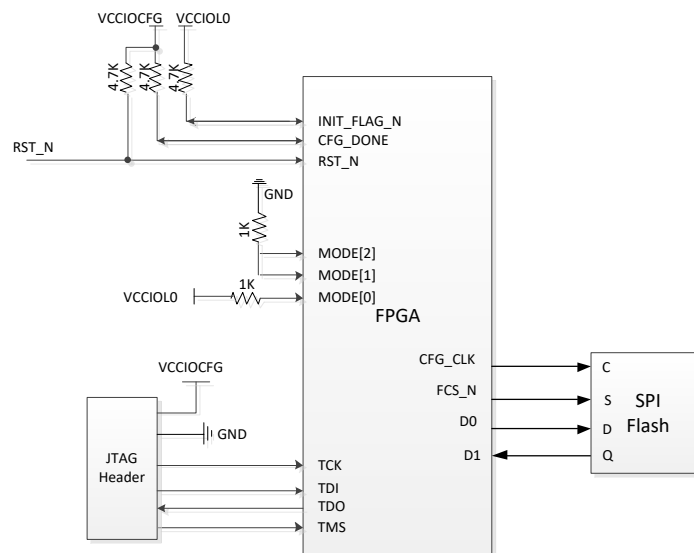 VCCIOCFG
VCCIOL0
4.7K
4.7K
4.7K
INIT_FLAG_N
CFG_DONE
RST_N
RST_N
GND
1K
MODE[2]
MODE[1]
1K
VCCIOL0
MODE[0]
FPGA
VCCIOCFG
GND
JTAG
Header
TCK
TDI
TDO
TMS
CFG_CLK
FCS_N
D0
D1
C
S
D
Q
SPI
Flash